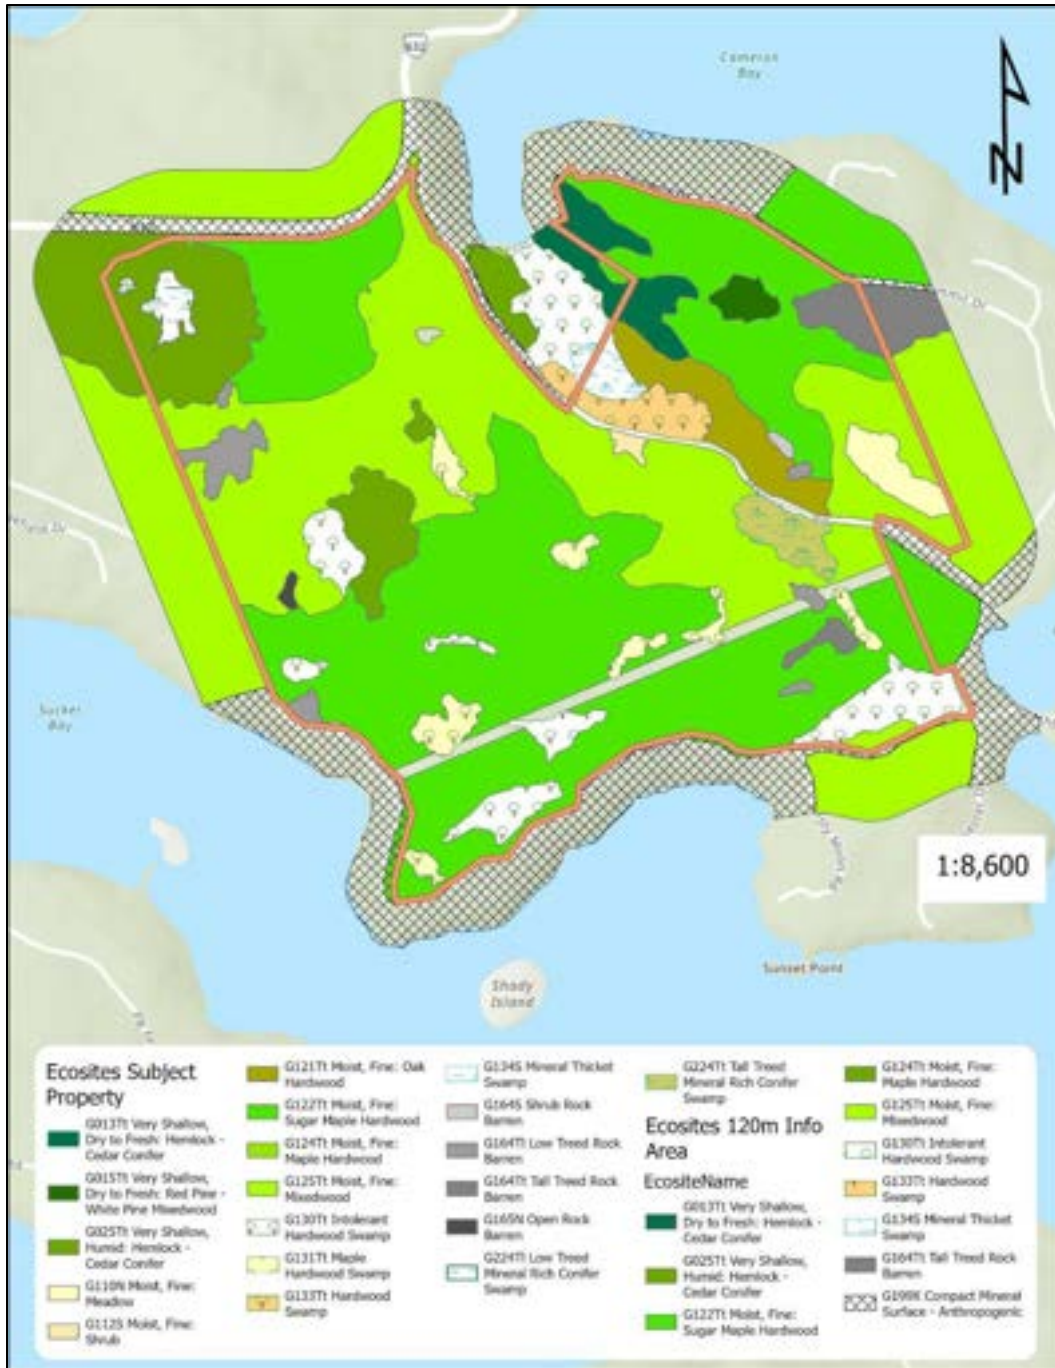 632
Cameron
Bay
N
Sucker
Bay
1:8,600
Sunset Point
Shady
Island
Ecosites Subject
Property
G013Tt Very Shallow,
Dry to Fresh: Hemlock -
Cedar Conifer
G015Tt Very Shallow,
Dry to Fresh: Red Pine -
White Pine Mixedwood
G025Tt Very Shallow,
Humid: Hemlock -
Cedar Conifer
G110N Moist, Fine:
Meadow
G112S Moist, Fine:
Shrub
G121Tt Moist, Fine: Oak
Hardwood
G122Tt Moist, Fine:
Sugar Maple Hardwood
G124Tt Moist, Fine:
Maple Hardwood
G125Tt Moist, Fine:
Mixedwood
G130Tt Intolerant
Hardwood Swamp
G131Tt Maple
Hardwood Swamp
G133Tt Hardwood
Swamp
G134S Mineral Thicket
Swamp
G164S Shrub Rock
Barren
G164Tl Low Treed Rock
Barren
G164Tt Tall Treed Rock
Barren
G165N Open Rock
Barren
G224Tl Low Treed
Mineral Rich Conifer
Swamp
G224Tt Tall Treed
Mineral Rich Conifer
Swamp
Ecosites 120m Info
Area
EcositeName
G013Tt Very Shallow,
Dry to Fresh: Hemlock -
Cedar Conifer
G025Tt Very Shallow,
Humid: Hemlock -
Cedar Conifer
G122Tt Moist, Fine:
Sugar Maple Hardwood
G124Tt Moist, Fine:
Maple Hardwood
G125Tt Moist, Fine:
Mixedwood
G130Tt Intolerant
Hardwood Swamp
G133Tt Hardwood
Swamp
G134S Mineral Thicket
Swamp
G164Tt Tall Treed Rock
Barren
G199X Compact Mineral
Surface - Anthropogenic